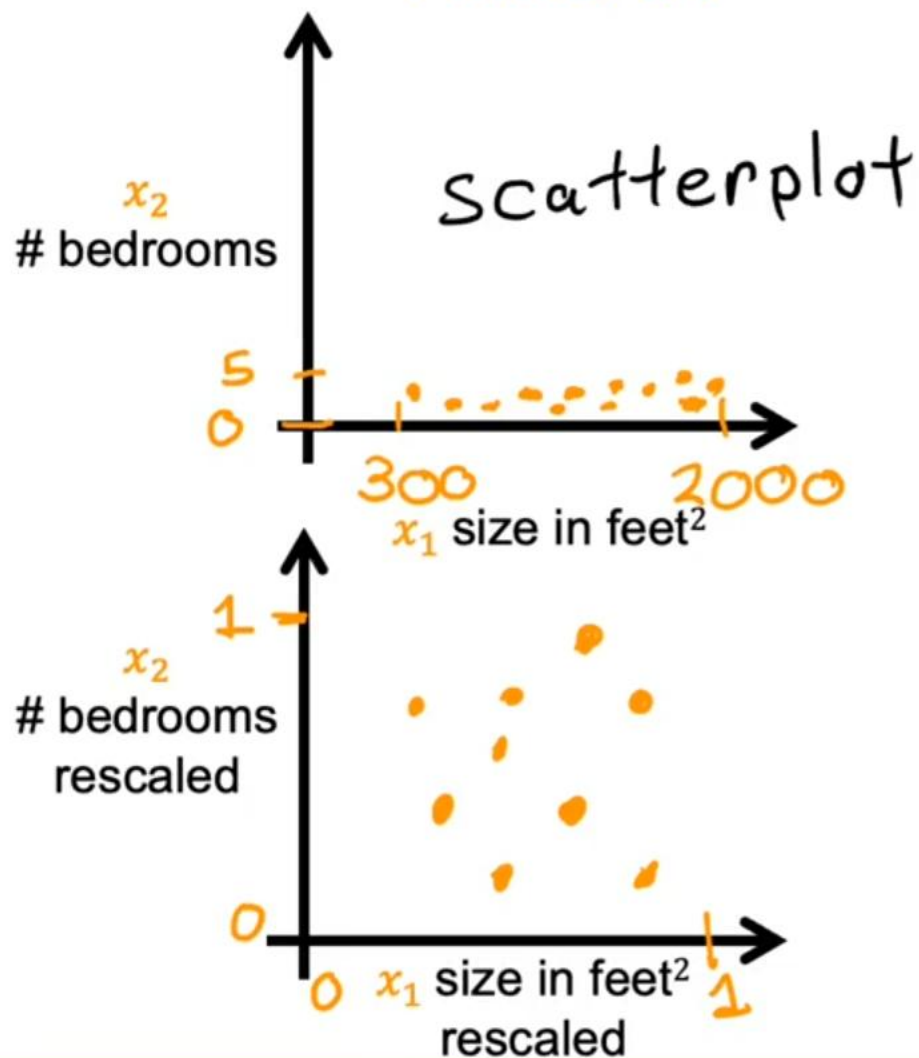 scatterplot
x₂
# bedrooms
5
0
300 2000
x₁ size in feet²
1
x₂
# bedrooms
rescaled
0
0 x₁ size in feet² 1
rescaled